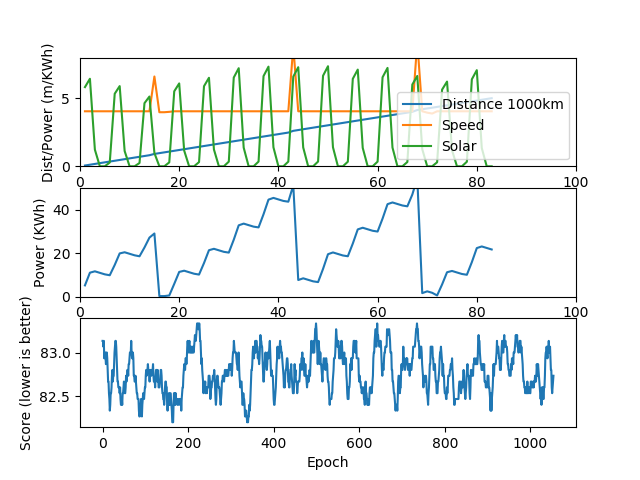 Dist/Power (m/KWh)
5
0
Distance 1000km
Speed
Solar
0 20 40 60 80 100
Power (KWh)
40
20
0
0 20 40 60 80 100
Score (lower is better)
83.0
82.5
0 200 400 600 800 1000
Epoch